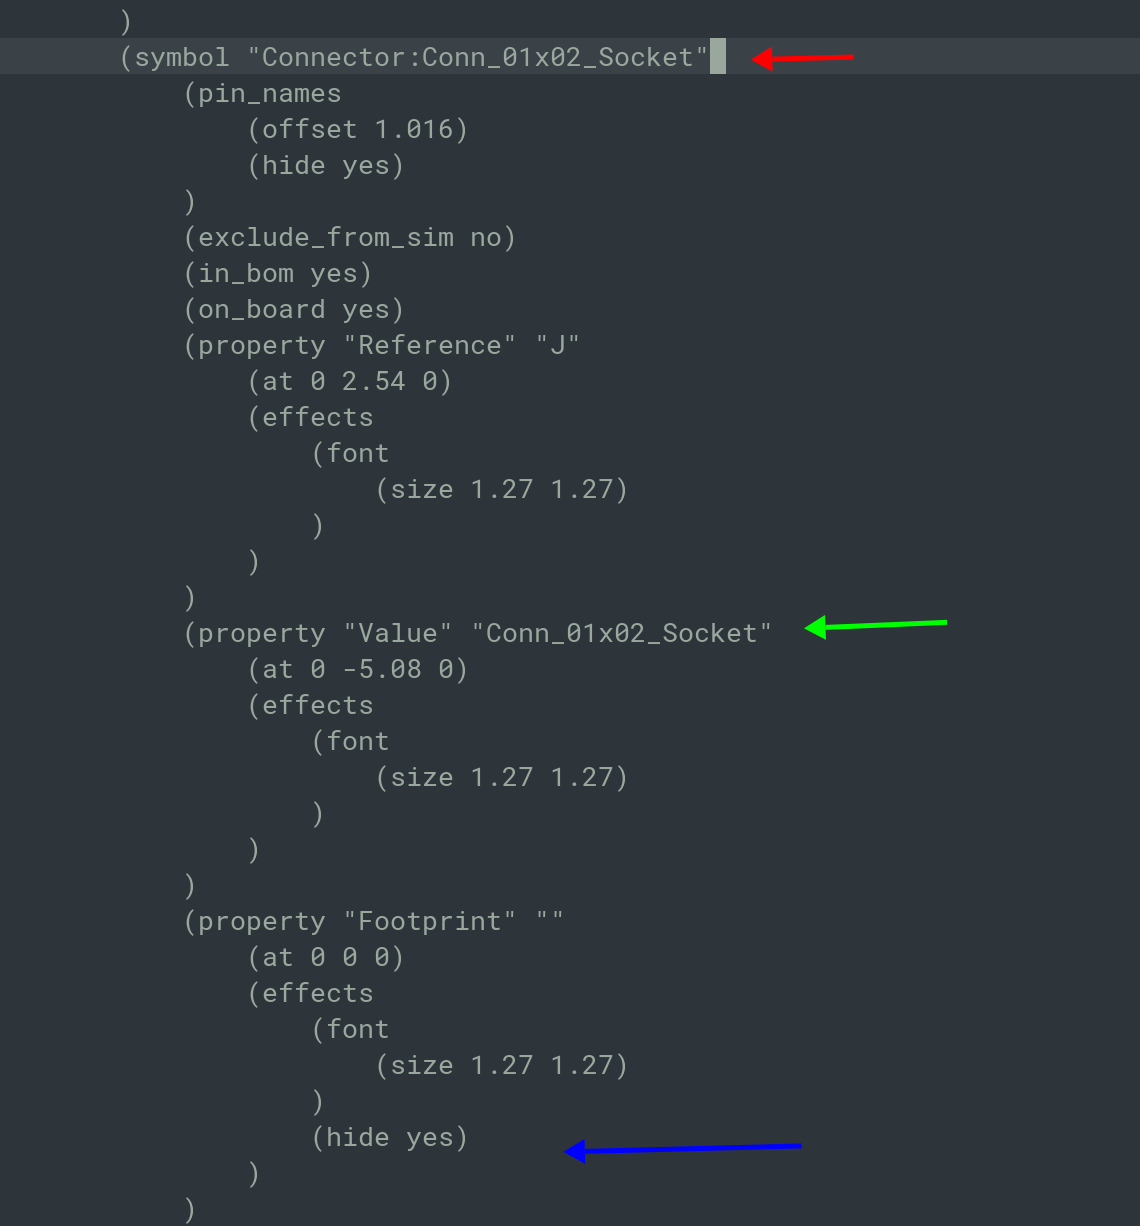 )
(symbol "Connector:Conn_01x02_Socket"
(pin_names
(offset 1.016)
(hide yes)
)
(exclude_from_sim no)
(in_bom yes)
(on_board yes)
(property "Reference" "J"
(at 0 2.54 0)
(effects
(font
(size 1.27 1.27)
)
)
)
(property "Value" "Conn_01x02_Socket"
(at 0 -5.08 0)
(effects
(font
(size 1.27 1.27)
)
)
)
(property "Footprint" ""
(at 0 0 0)
(effects
(font
(size 1.27 1.27)
)
(hide yes)
)
)